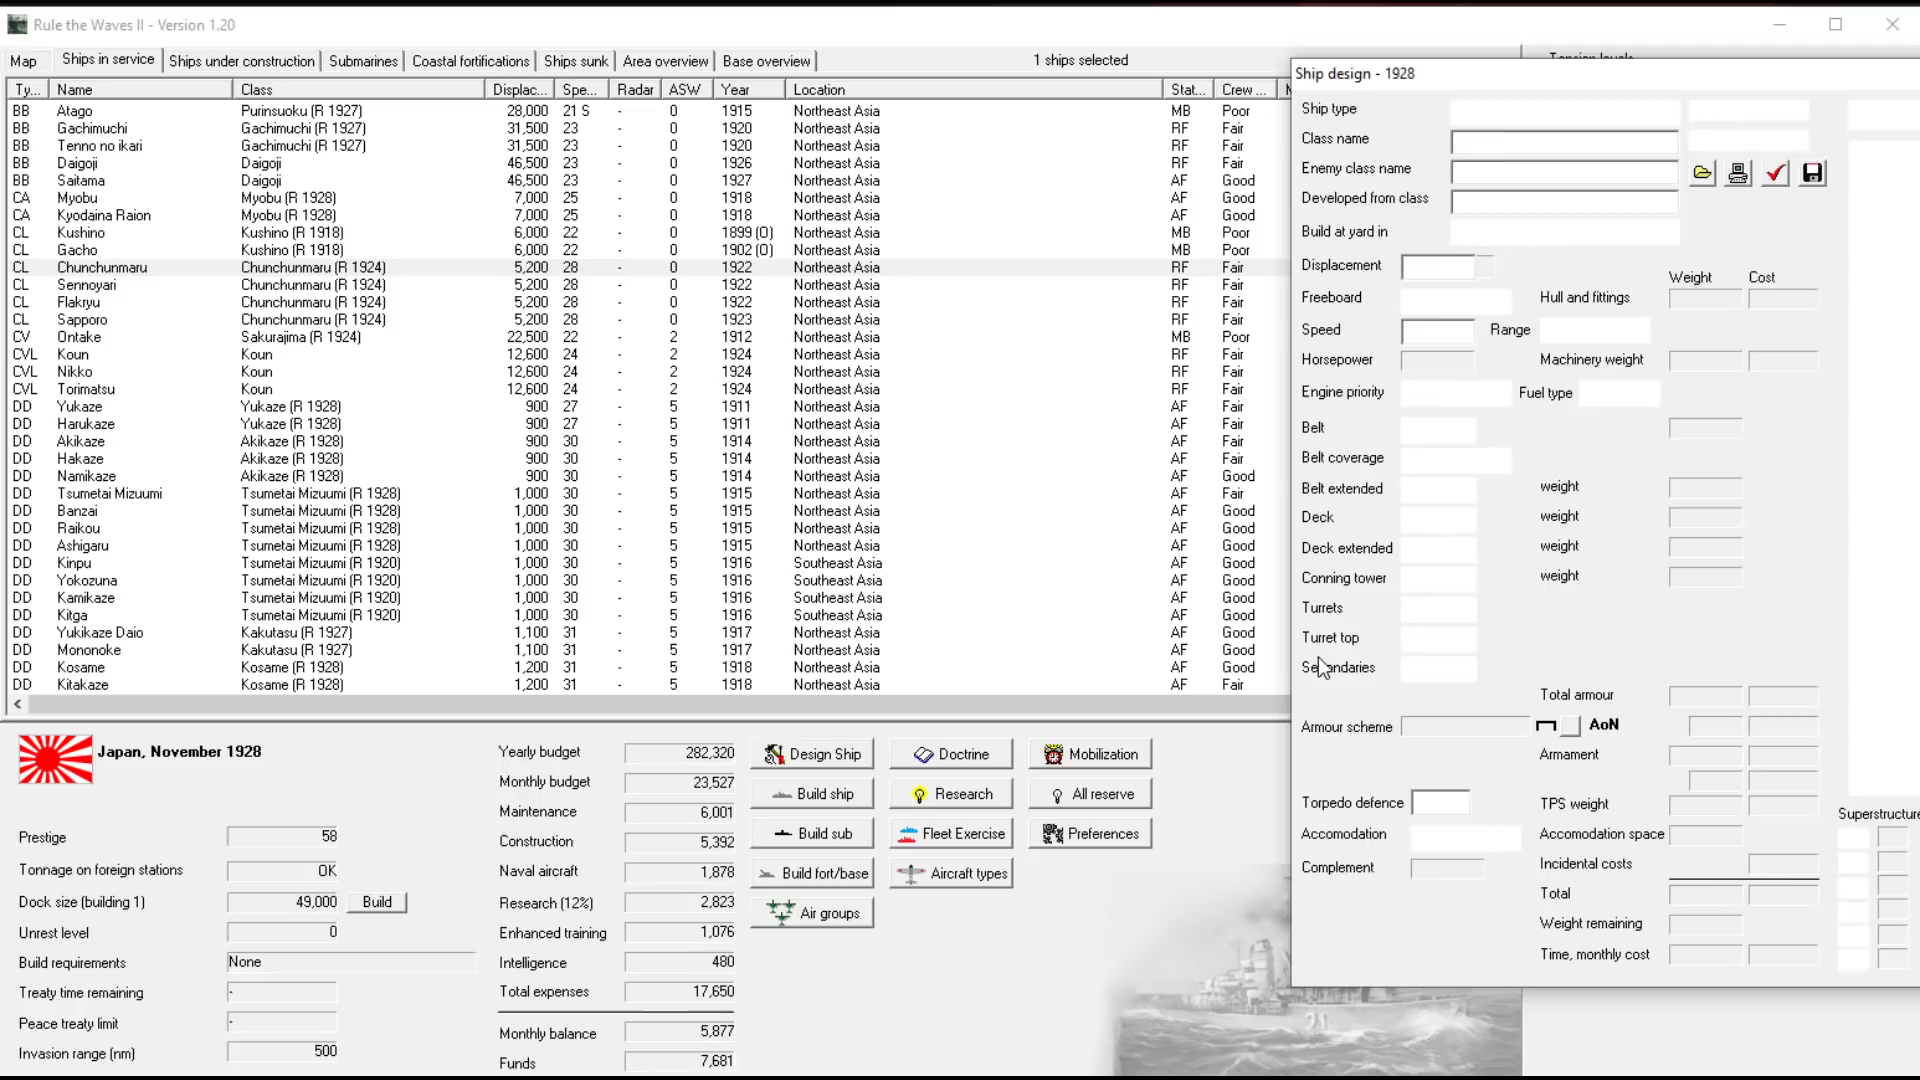 Rule the Waves II - Version 1.20
Map Ships in service Ships under construction Submarines Coastal fortifications Ships sunk Area overview Base overview 1 ships selected
Ty... Name Class Displac... Spe... Radar ASW Year Location Stat... Crew ...
BB Atago Purinsuoku (R 1927) 28,000 21 S - 0 1915 Northeast Asia MB Poor
BB Gachimuchi Gachimuchi (R 1927) 31,500 23 - 0 1920 Northeast Asia RF Fair
BB Tenno no ikari Gachimuchi (R 1927) 31,500 23 - 0 1920 Northeast Asia RF Fair
BB Daigoji Daigoji 46,500 23 - 0 1926 Northeast Asia RF Fair
BB Saitama Daigoji 46,500 23 - 0 1927 Northeast Asia AF Good
CA Myobu Myobu (R 1928) 7,000 25 - 0 1918 Northeast Asia AF Good
CA Kyodaina Raion Myobu (R 1928) 7,000 25 - 0 1918 Northeast Asia AF Good
CL Kushino Kushino (R 1918) 6,000 22 - 0 1899 (O) Northeast Asia MB Poor
CL Gacho Kushino (R 1918) 6,000 22 - 0 1902 (O) Northeast Asia MB Poor
CL Chunchunmaru Chunchunmaru (R 1924) 5,200 28 - 0 1922 Northeast Asia RF Fair
CL Sennoyari Chunchunmaru (R 1924) 5,200 28 - 0 1922 Northeast Asia RF Fair
CL Flakryu Chunchunmaru (R 1924) 5,200 28 - 0 1922 Northeast Asia RF Fair
CL Sapporo Chunchunmaru (R 1924) 5,200 28 - 0 1923 Northeast Asia RF Fair
CV Ontake Sakurajima (R 1924) 22,500 22 - 2 1912 Northeast Asia MB Poor
CVL Koun Koun 12,600 24 - 2 1924 Northeast Asia RF Fair
CVL Nikko Koun 12,600 24 - 2 1924 Northeast Asia RF Fair
CVL Torimatsu Koun 12,600 24 - 2 1924 Northeast Asia RF Fair
DD Yukaze Yukaze (R 1928) 900 27 - 5 1911 Northeast Asia AF Fair
DD Harukaze Yukaze (R 1928) 900 27 - 5 1911 Northeast Asia AF Fair
DD Akikaze Akikaze (R 1928) 900 30 - 5 1914 Northeast Asia AF Fair
DD Hakaze Akikaze (R 1928) 900 30 - 5 1914 Northeast Asia AF Fair
DD Namikaze Akikaze (R 1928) 900 30 - 5 1914 Northeast Asia AF Good
DD Tsumetai Mizuumi Tsumetai Mizuumi (R 1928) 1,000 30 - 5 1915 Northeast Asia AF Fair
DD Banzai Tsumetai Mizuumi (R 1928) 1,000 30 - 5 1915 Northeast Asia AF Good
DD Raikou Tsumetai Mizuumi (R 1928) 1,000 30 - 5 1915 Northeast Asia AF Good
DD Ashigaru Tsumetai Mizuumi (R 1928) 1,000 30 - 5 1915 Northeast Asia AF Good
DD Kinpu Tsumetai Mizuumi (R 1920) 1,000 30 - 5 1916 Southeast Asia AF Good
DD Yokozuna Tsumetai Mizuumi (R 1920) 1,000 30 - 5 1916 Southeast Asia AF Good
DD Kamikaze Tsumetai Mizuumi (R 1920) 1,000 30 - 5 1916 Southeast Asia AF Good
DD Kitga Tsumetai Mizuumi (R 1920) 1,000 30 - 5 1916 Southeast Asia AF Good
DD Yukikaze Daio Kakutasu (R 1927) 1,100 31 - 5 1917 Northeast Asia AF Good
DD Mononoke Kakutasu (R 1927) 1,100 31 - 5 1917 Northeast Asia AF Good
DD Kosame Kosame (R 1928) 1,200 31 - 5 1918 Northeast Asia AF Good
DD Kitakaze Kosame (R 1928) 1,200 31 - 5 1918 Northeast Asia AF Fair
Japan, November 1928
Prestige 58
Tonnage on foreign stations OK
Dock size (building 1) 49,000 Build
Unrest level 0
Build requirements None
Treaty time remaining -
Peace treaty limit -
Invasion range (nm) 500
Yearly budget 282,320
Monthly budget 23,527
Maintenance 6,001
Construction 5,392
Naval aircraft 1,878
Research (12%) 2,823
Enhanced training 1,076
Intelligence 480
Total expenses 17,650
Monthly balance 5,877
Funds 7,681
Design Ship Doctrine Mobilization
Build ship Research All reserve
Build sub Fleet Exercise Preferences
Build fort/base Aircraft types
Air groups
Ship design - 1928
Ship type
Class name
Enemy class name
Developed from class
Build at yard in
Displacement Weight Cost
Freeboard Hull and fittings
Speed Range
Horsepower Machinery weight
Engine priority Fuel type
Belt
Belt coverage
Belt extended weight
Deck weight
Deck extended weight
Conning tower weight
Turrets
Turret top
Secondaries
Total armour
Armour scheme AoN
Armament
Torpedo defence TPS weight Superstructure
Accomodation Accomodation space
Complement Incidental costs
Total
Weight remaining
Time, monthly cost